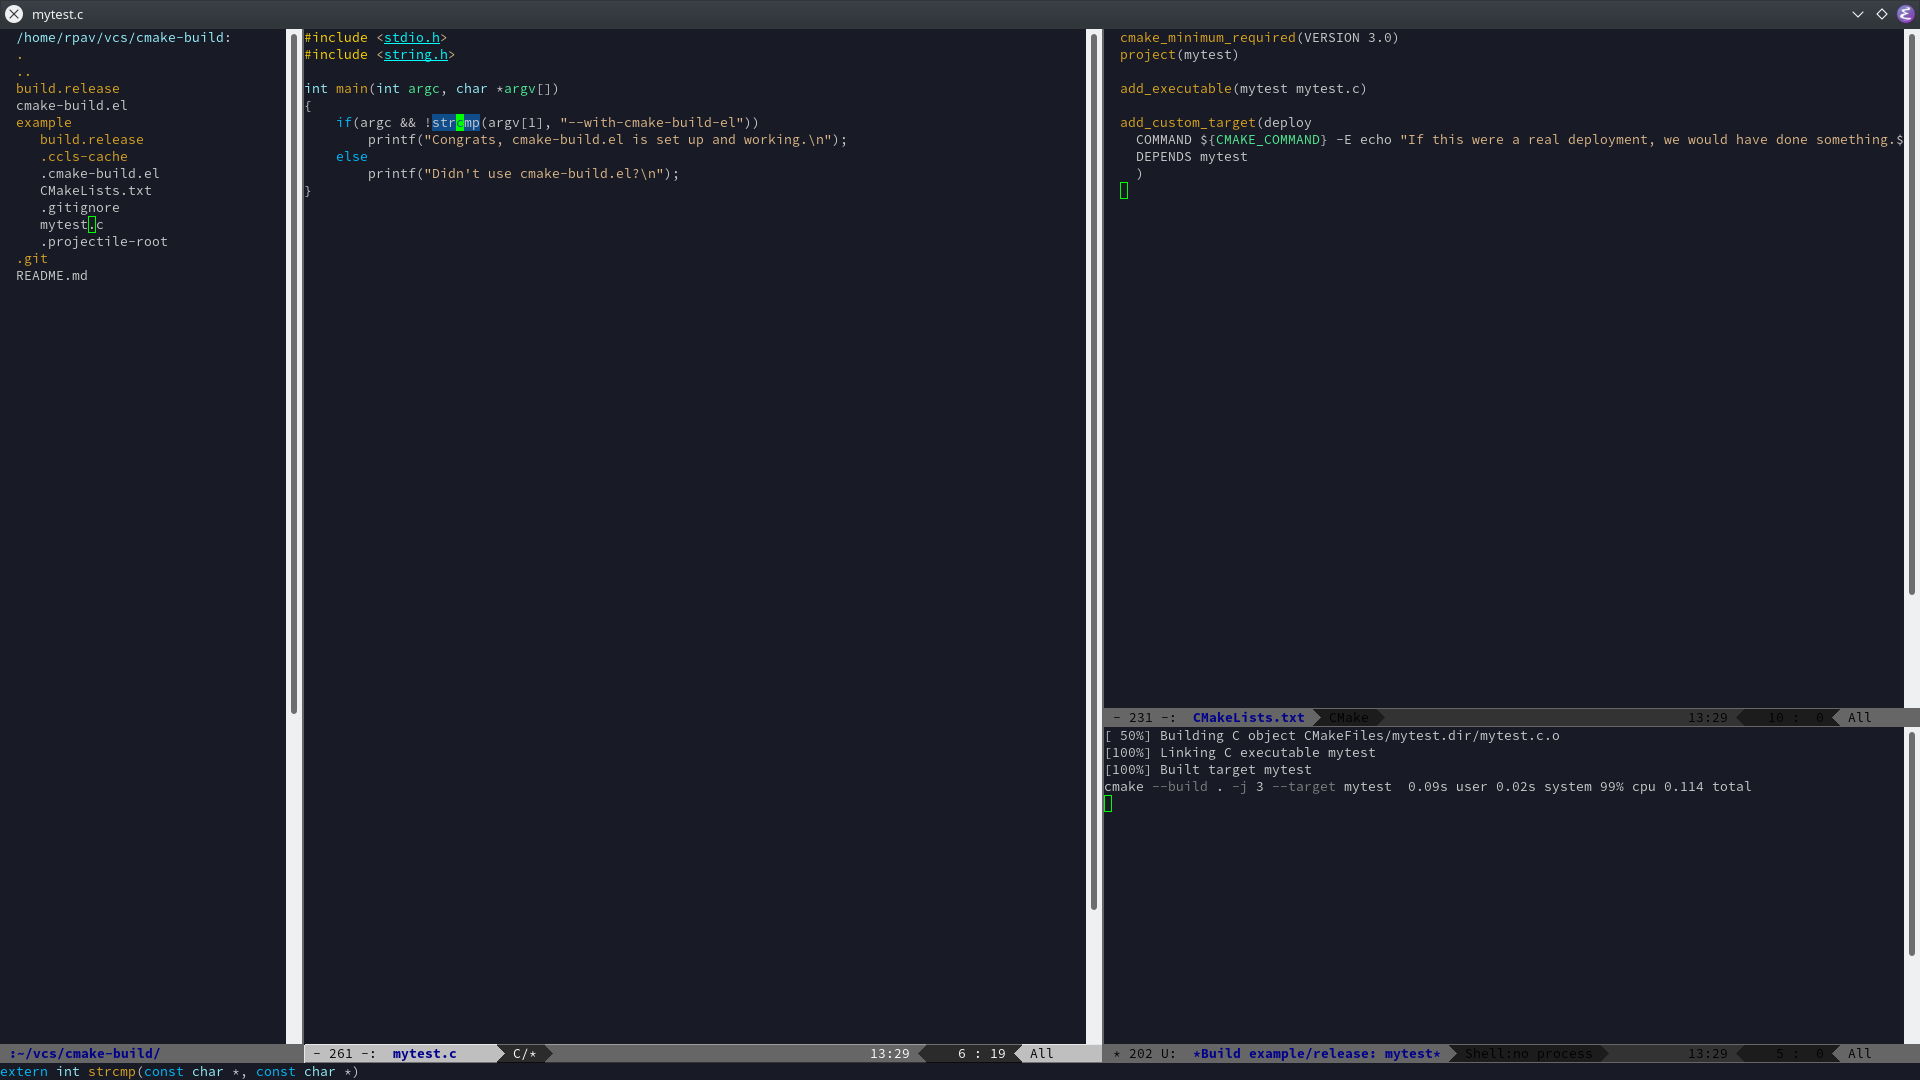 mytest.c
/home/rpav/vcs/cmake-build:
.
..
build.release
cmake-build.el
example
build.release
.ccls-cache
.cmake-build.el
CMakeLists.txt
.gitignore
mytest.c
.projectile-root
.git
README.md
:~/vcs/cmake-build/
#include <stdio.h>
#include <string.h>
int main(int argc, char *argv[])
{
if(argc && !strcmp(argv[1], "--with-cmake-build-el"))
printf("Congrats, cmake-build.el is set up and working.\n");
else
printf("Didn't use cmake-build.el?\n");
}
- 261 -: mytest.c C/* 13:29 6 : 19 All
cmake_minimum_required(VERSION 3.0)
project(mytest)
add_executable(mytest mytest.c)
add_custom_target(deploy
COMMAND ${CMAKE_COMMAND} -E echo "If this were a real deployment, we would have done something.$
DEPENDS mytest
)
- 231 -: CMakeLists.txt CMake 13:29 10 : 0 All
[ 50%] Building C object CMakeFiles/mytest.dir/mytest.c.o
[100%] Linking C executable mytest
[100%] Built target mytest
cmake --build . -j 3 --target mytest 0.09s user 0.02s system 99% cpu 0.114 total
* 202 U: *Build example/release: mytest* Shell:no process 13:29 5 : 0 All
extern int strcmp(const char *, const char *)